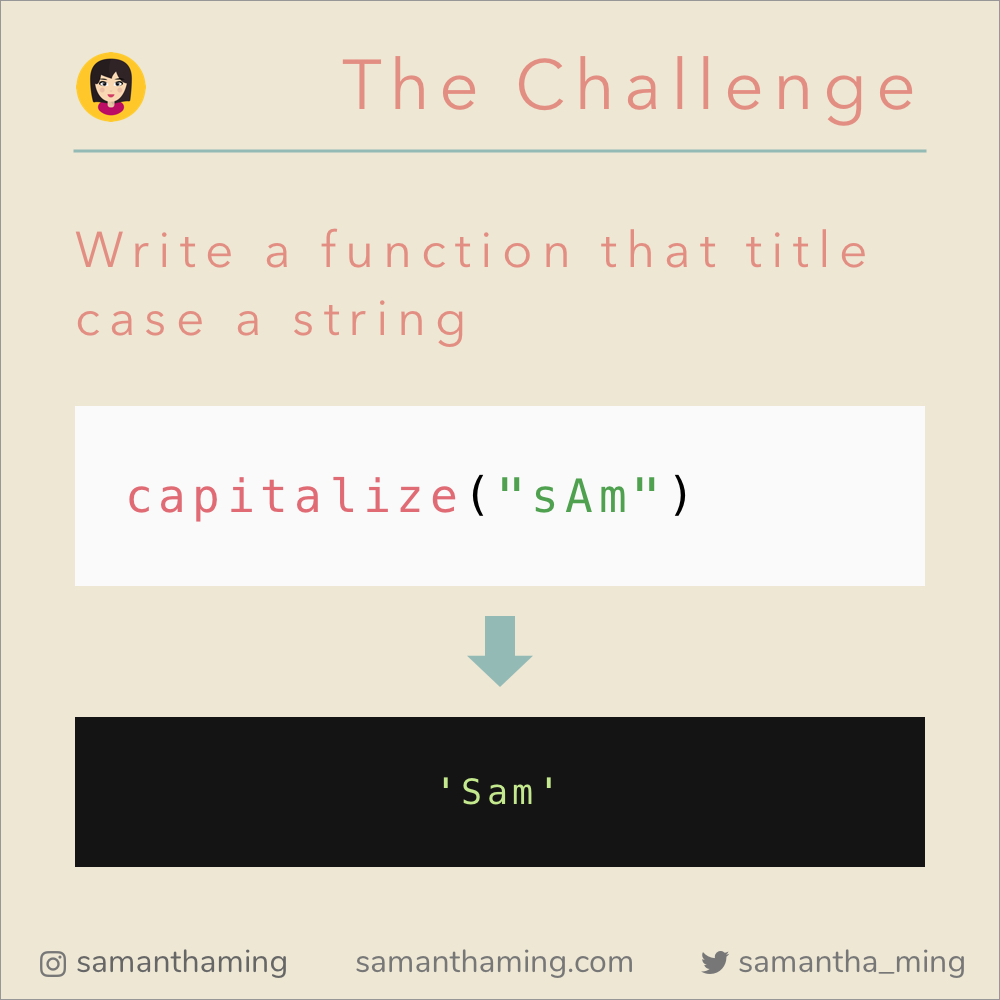 The Challenge
Write a function that title
case a string
capitalize("sAm")
'Sam'
samanthaming samanthaming.com samantha_ming